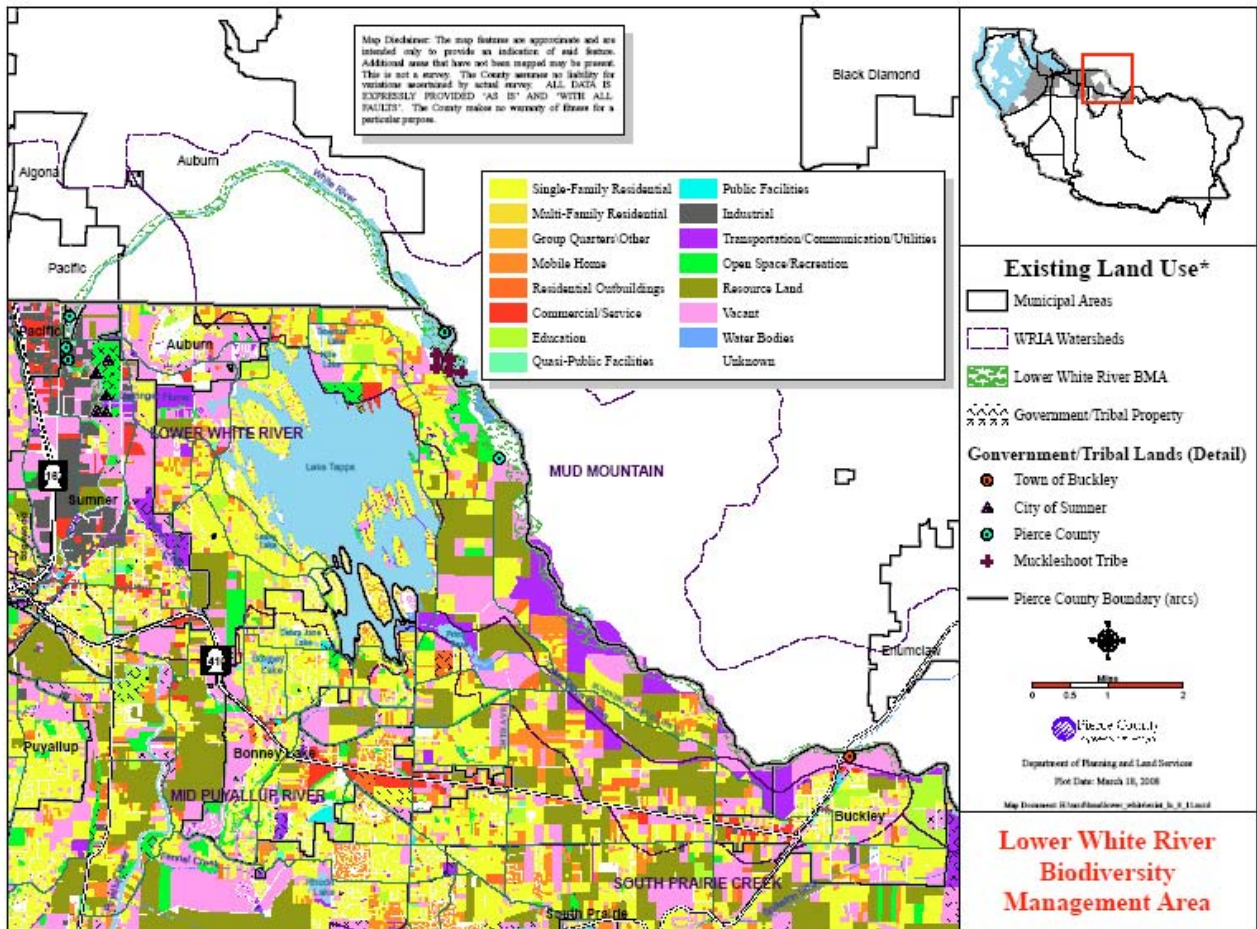 Map Disclaimer: The map features are approximate and are
intended only to provide an indication of said feature.
Additional areas that have not been mapped may be present.
This is not a survey. The County assumes no liability for
variations ascertained by actual survey. ALL DATA IS
EXPRESSLY PROVIDED 'AS IS' AND 'WITH ALL
FAULTS'. The County makes no warranty of fitness for a
particular purpose.
Black Diamond
Auburn
Algona
White River
Pacific
Single-Family Residential
Multi-Family Residential
Group Quarters\Other
Mobile Home
Residential Outbuildings
Commercial/Service
Education
Quasi-Public Facilities
Public Facilities
Industrial
Transportation/Communication/Utilities
Open Space/Recreation
Resource Land
Vacant
Water Bodies
Unknown
Pacific
Auburn
LOWER WHITE RIVER
Lake Tapps
MUD MOUNTAIN
Sumner
Enumclaw
410
Puyallup
Bonney Lake
MID PUYALLUP RIVER
Buckley
Fennel Creek
SOUTH PRAIRIE CREEK
South Prairie
Existing Land Use*
Municipal Areas
WRIA Watersheds
Lower White River BMA
Government/Tribal Property
Government/Tribal Lands (Detail)
Town of Buckley
City of Sumner
Pierce County
Muckleshoot Tribe
Pierce County Boundary (arcs)
Miles
0 0.5 1 2
Pierce County
Department of Planning and Land Services
Plot Date: March 18, 2008
Lower White River
Biodiversity
Management Area